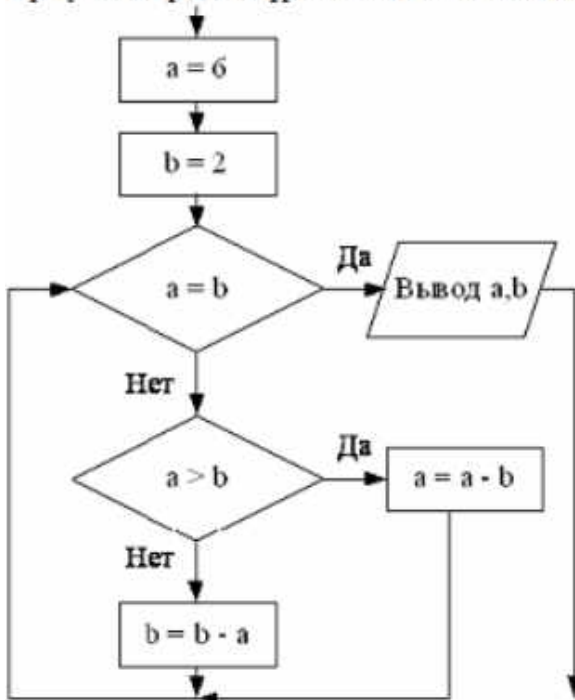 a = 6
b = 2
a = b
Да
Вывод a,b
Нет
a > b
Да
a = a - b
Нет
b = b - a